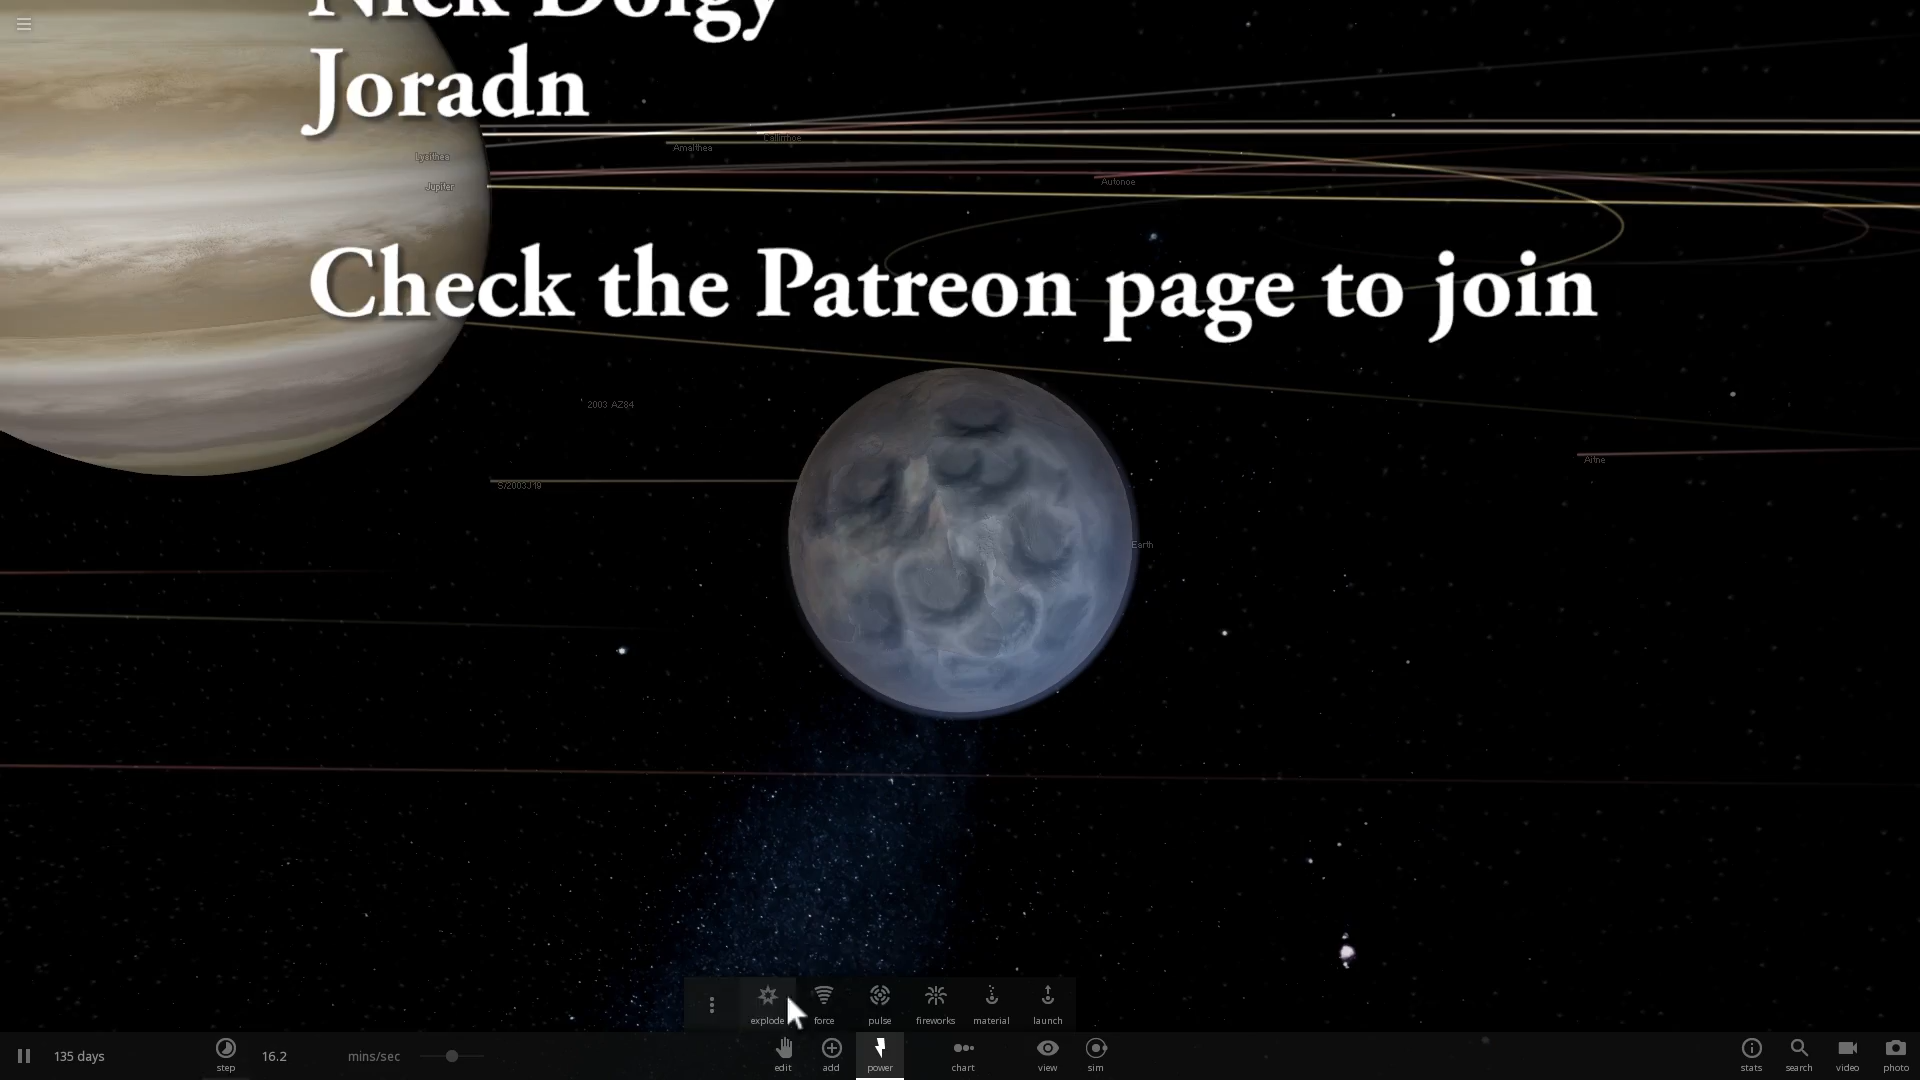 Nick Dolgy
Joradn
Callirrhoe
Amalthea
Lysithea
Autonoe
Jupiter
Check the Patreon page to join
2003 AZ84
Aitne
S/2003J19
Earth
explode
force
pulse
fireworks
material
launch
135 days
step
16.2
mins/sec
edit
add
power
chart
view
sim
stats
search
video
photo